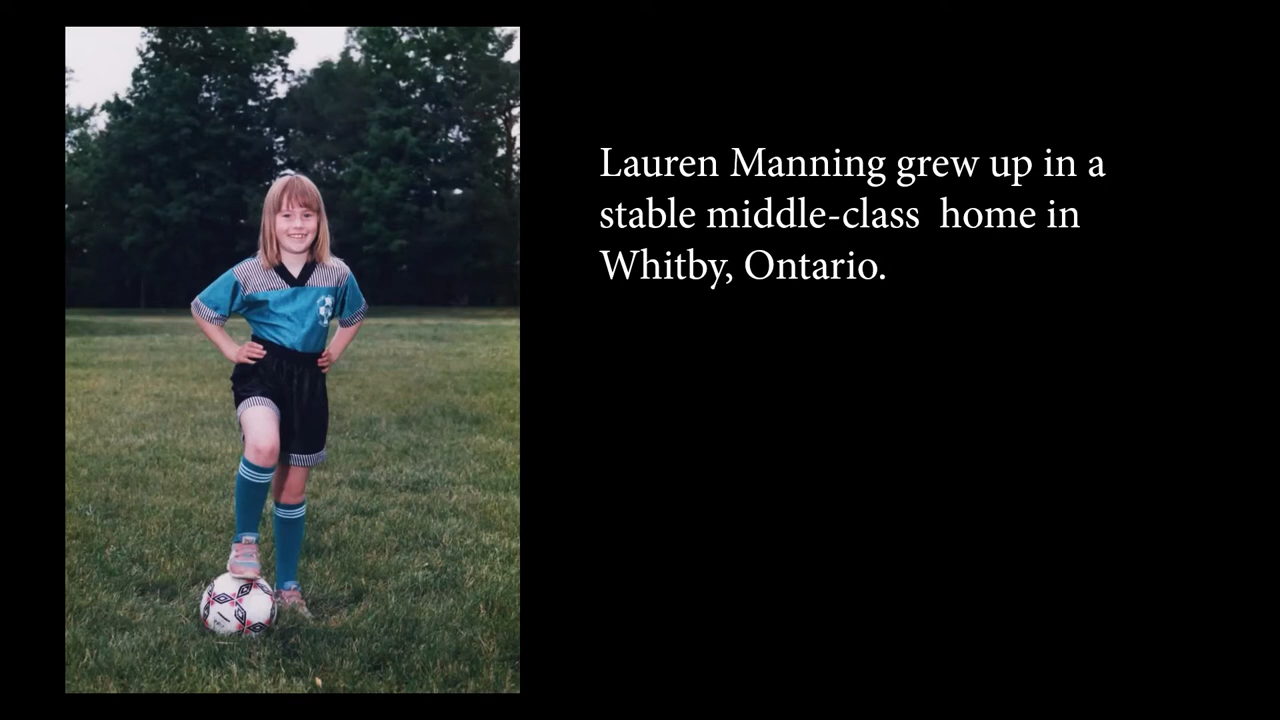 Lauren Manning grew up in a
stable middle-class  home in
Whitby, Ontario.